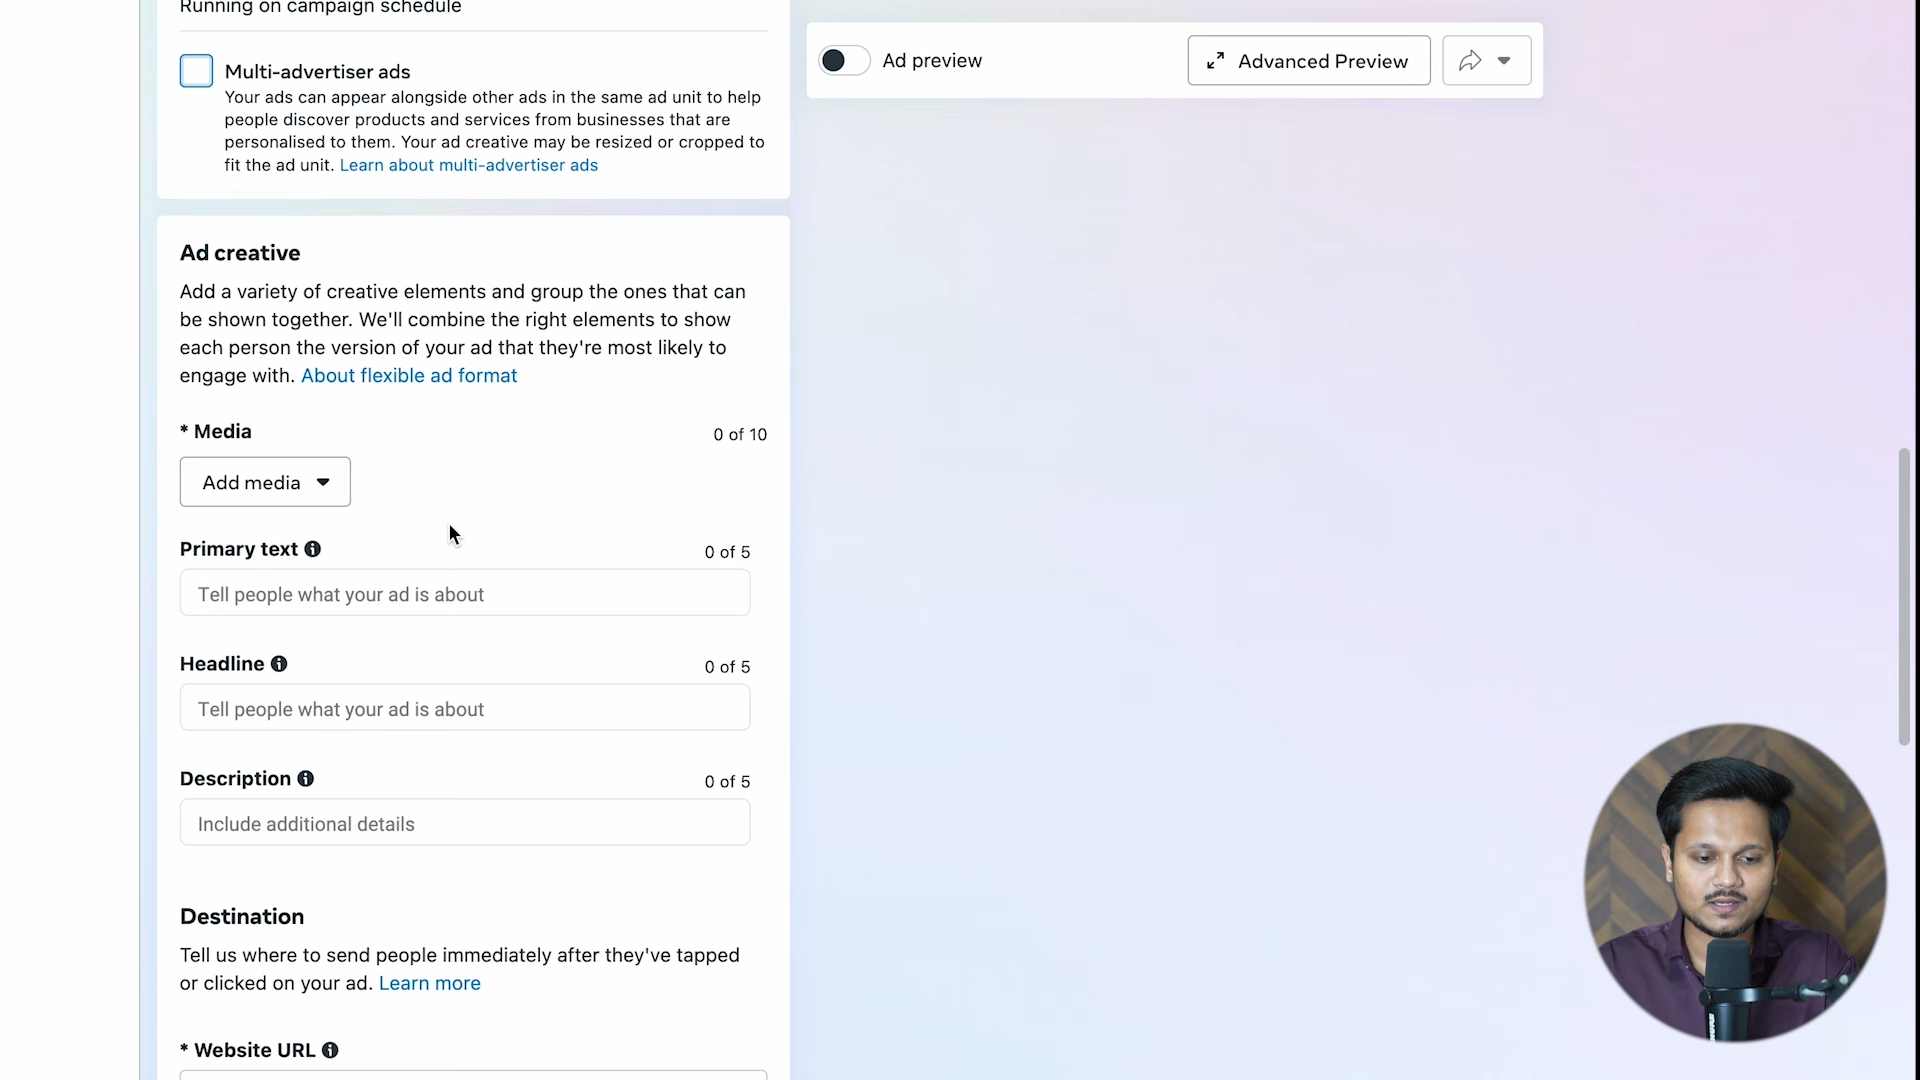 Running on campaign schedule
Multi-advertiser ads
Your ads can appear alongside other ads in the same ad unit to help
people discover products and services from businesses that are
personalised to them. Your ad creative may be resized or cropped to
fit the ad unit. Learn about multi-advertiser ads
Ad preview
Advanced Preview
Ad creative
Add a variety of creative elements and group the ones that can
be shown together. We'll combine the right elements to show
each person the version of your ad that they're most likely to
engage with. About flexible ad format
* Media
0 of 10
Add media
Primary text
0 of 5
Tell people what your ad is about
Headline
0 of 5
Tell people what your ad is about
Description
0 of 5
Include additional details
Destination
Tell us where to send people immediately after they've tapped
or clicked on your ad. Learn more
* Website URL